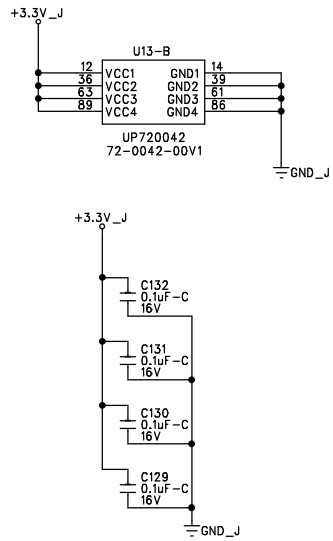 +3.3V_J
U13-B
12 VCC1 GND1 14
36 VCC2 GND2 39
63 VCC3 GND3 61
89 VCC4 GND4 86
UP720042
72-0042-00V1
GND_J
+3.3V_J
C132
0.1uF-C
16V
C131
0.1uF-C
16V
C130
0.1uF-C
16V
C129
0.1uF-C
16V
GND_J